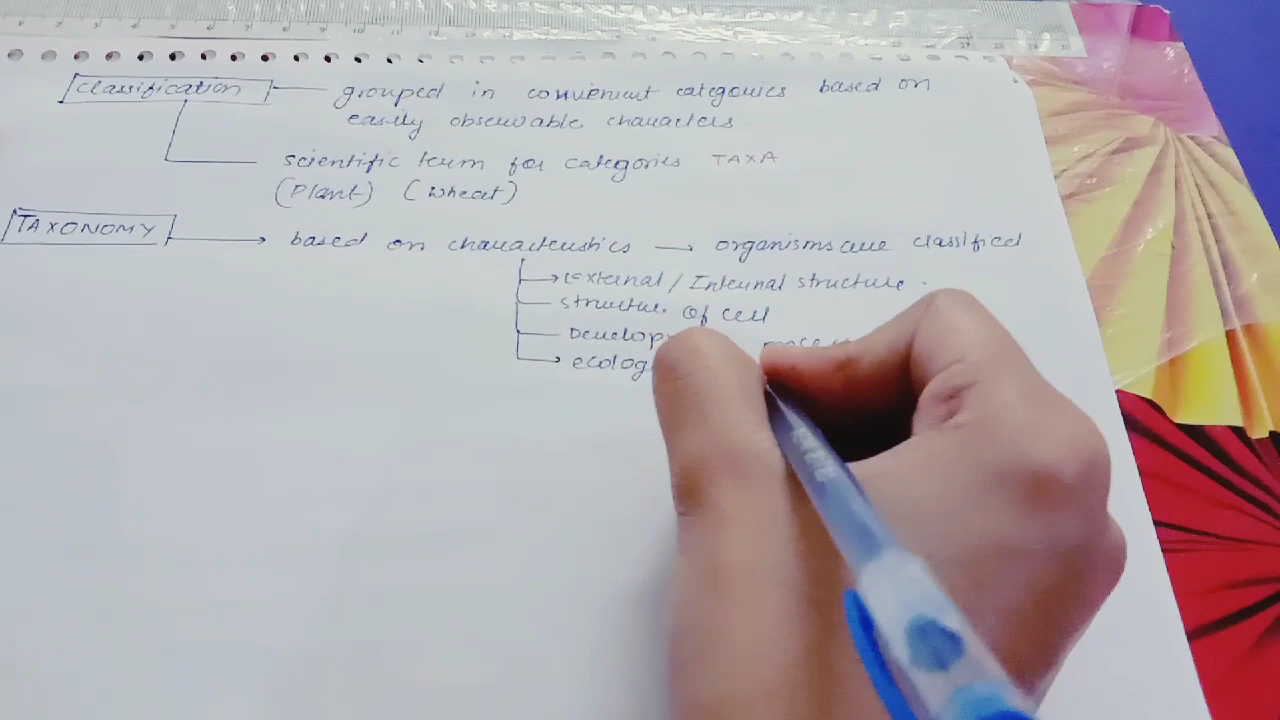 Classification grouped in convenient categories based on
easily observable characters.
scientific term for categories TAXA
(Plant) (Wheat)
TAXONOMY based on characteristics → organisms are classified
External / Internal structure
structure of cell
ecolog